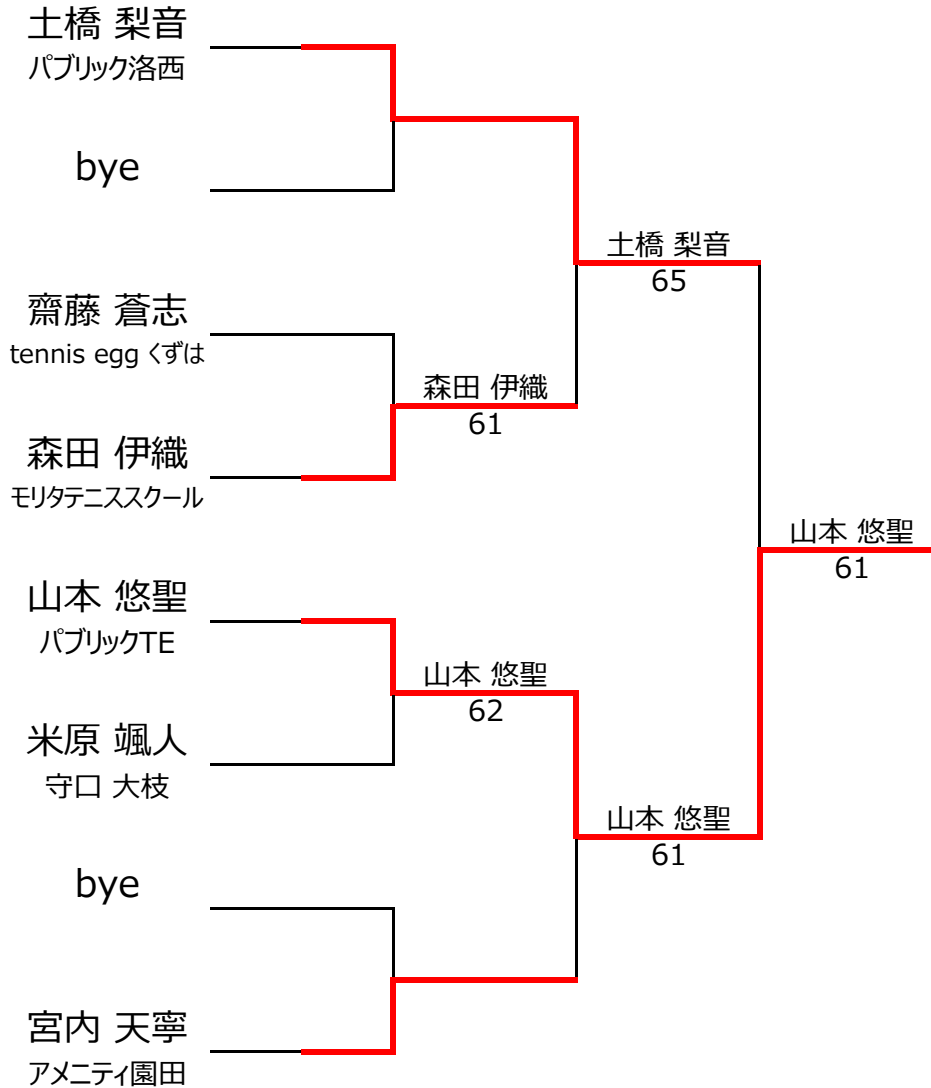 土橋 梨音
パブリック洛西
bye
土橋 梨音
65
齋藤 蒼志
tennis egg くずは
森田 伊織
61
森田 伊織
モリタテニススクール
山本 悠聖
61
山本 悠聖
パブリックTE
山本 悠聖
62
米原 颯人
守口 大枝
山本 悠聖
61
bye
宮内 天寧
アメニティ園田